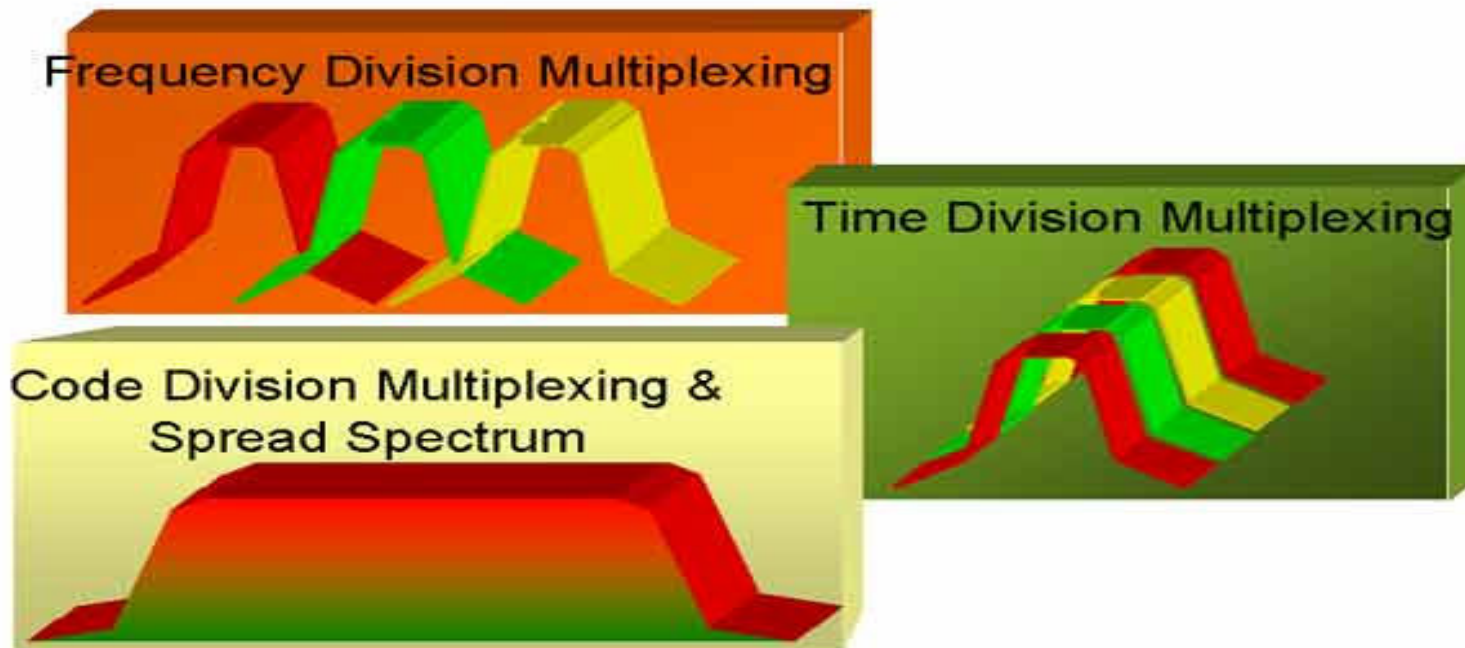 Frequency Division Multiplexing
Time Division Multiplexing
Code Division Multiplexing &
Spread Spectrum